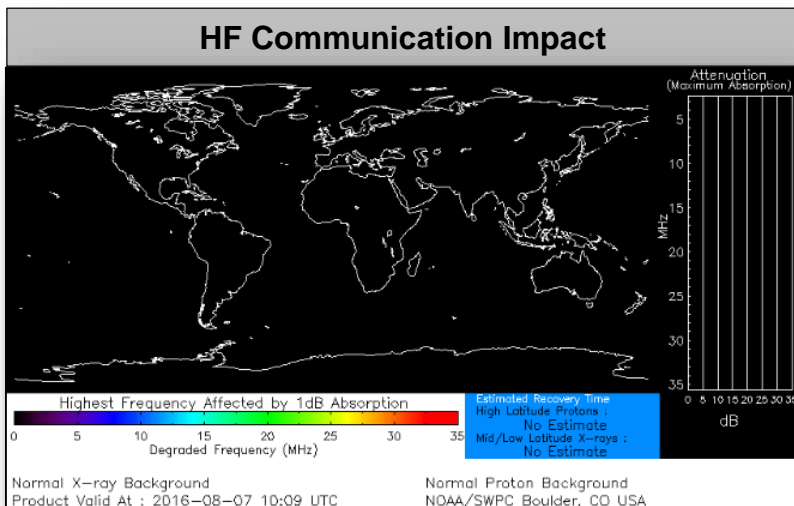 HF Communication Impact
Attenuation
(Maximum Absorption)
5
10
15
20
25
30
35
MHz
0 5 10 15 20 25 30 35
dB
Highest Frequency Affected by 1dB Absorption
0 5 10 15 20 25 30 35
Degraded Frequency (MHz)
Estimated Recovery Time
High Latitude Protons :
No Estimate
Mid/Low Latitude X-rays :
No Estimate
Normal X-ray Background
Product Valid At : 2016-08-07 10:09 UTC
Normal Proton Background
NOAA/SWPC Boulder, CO USA